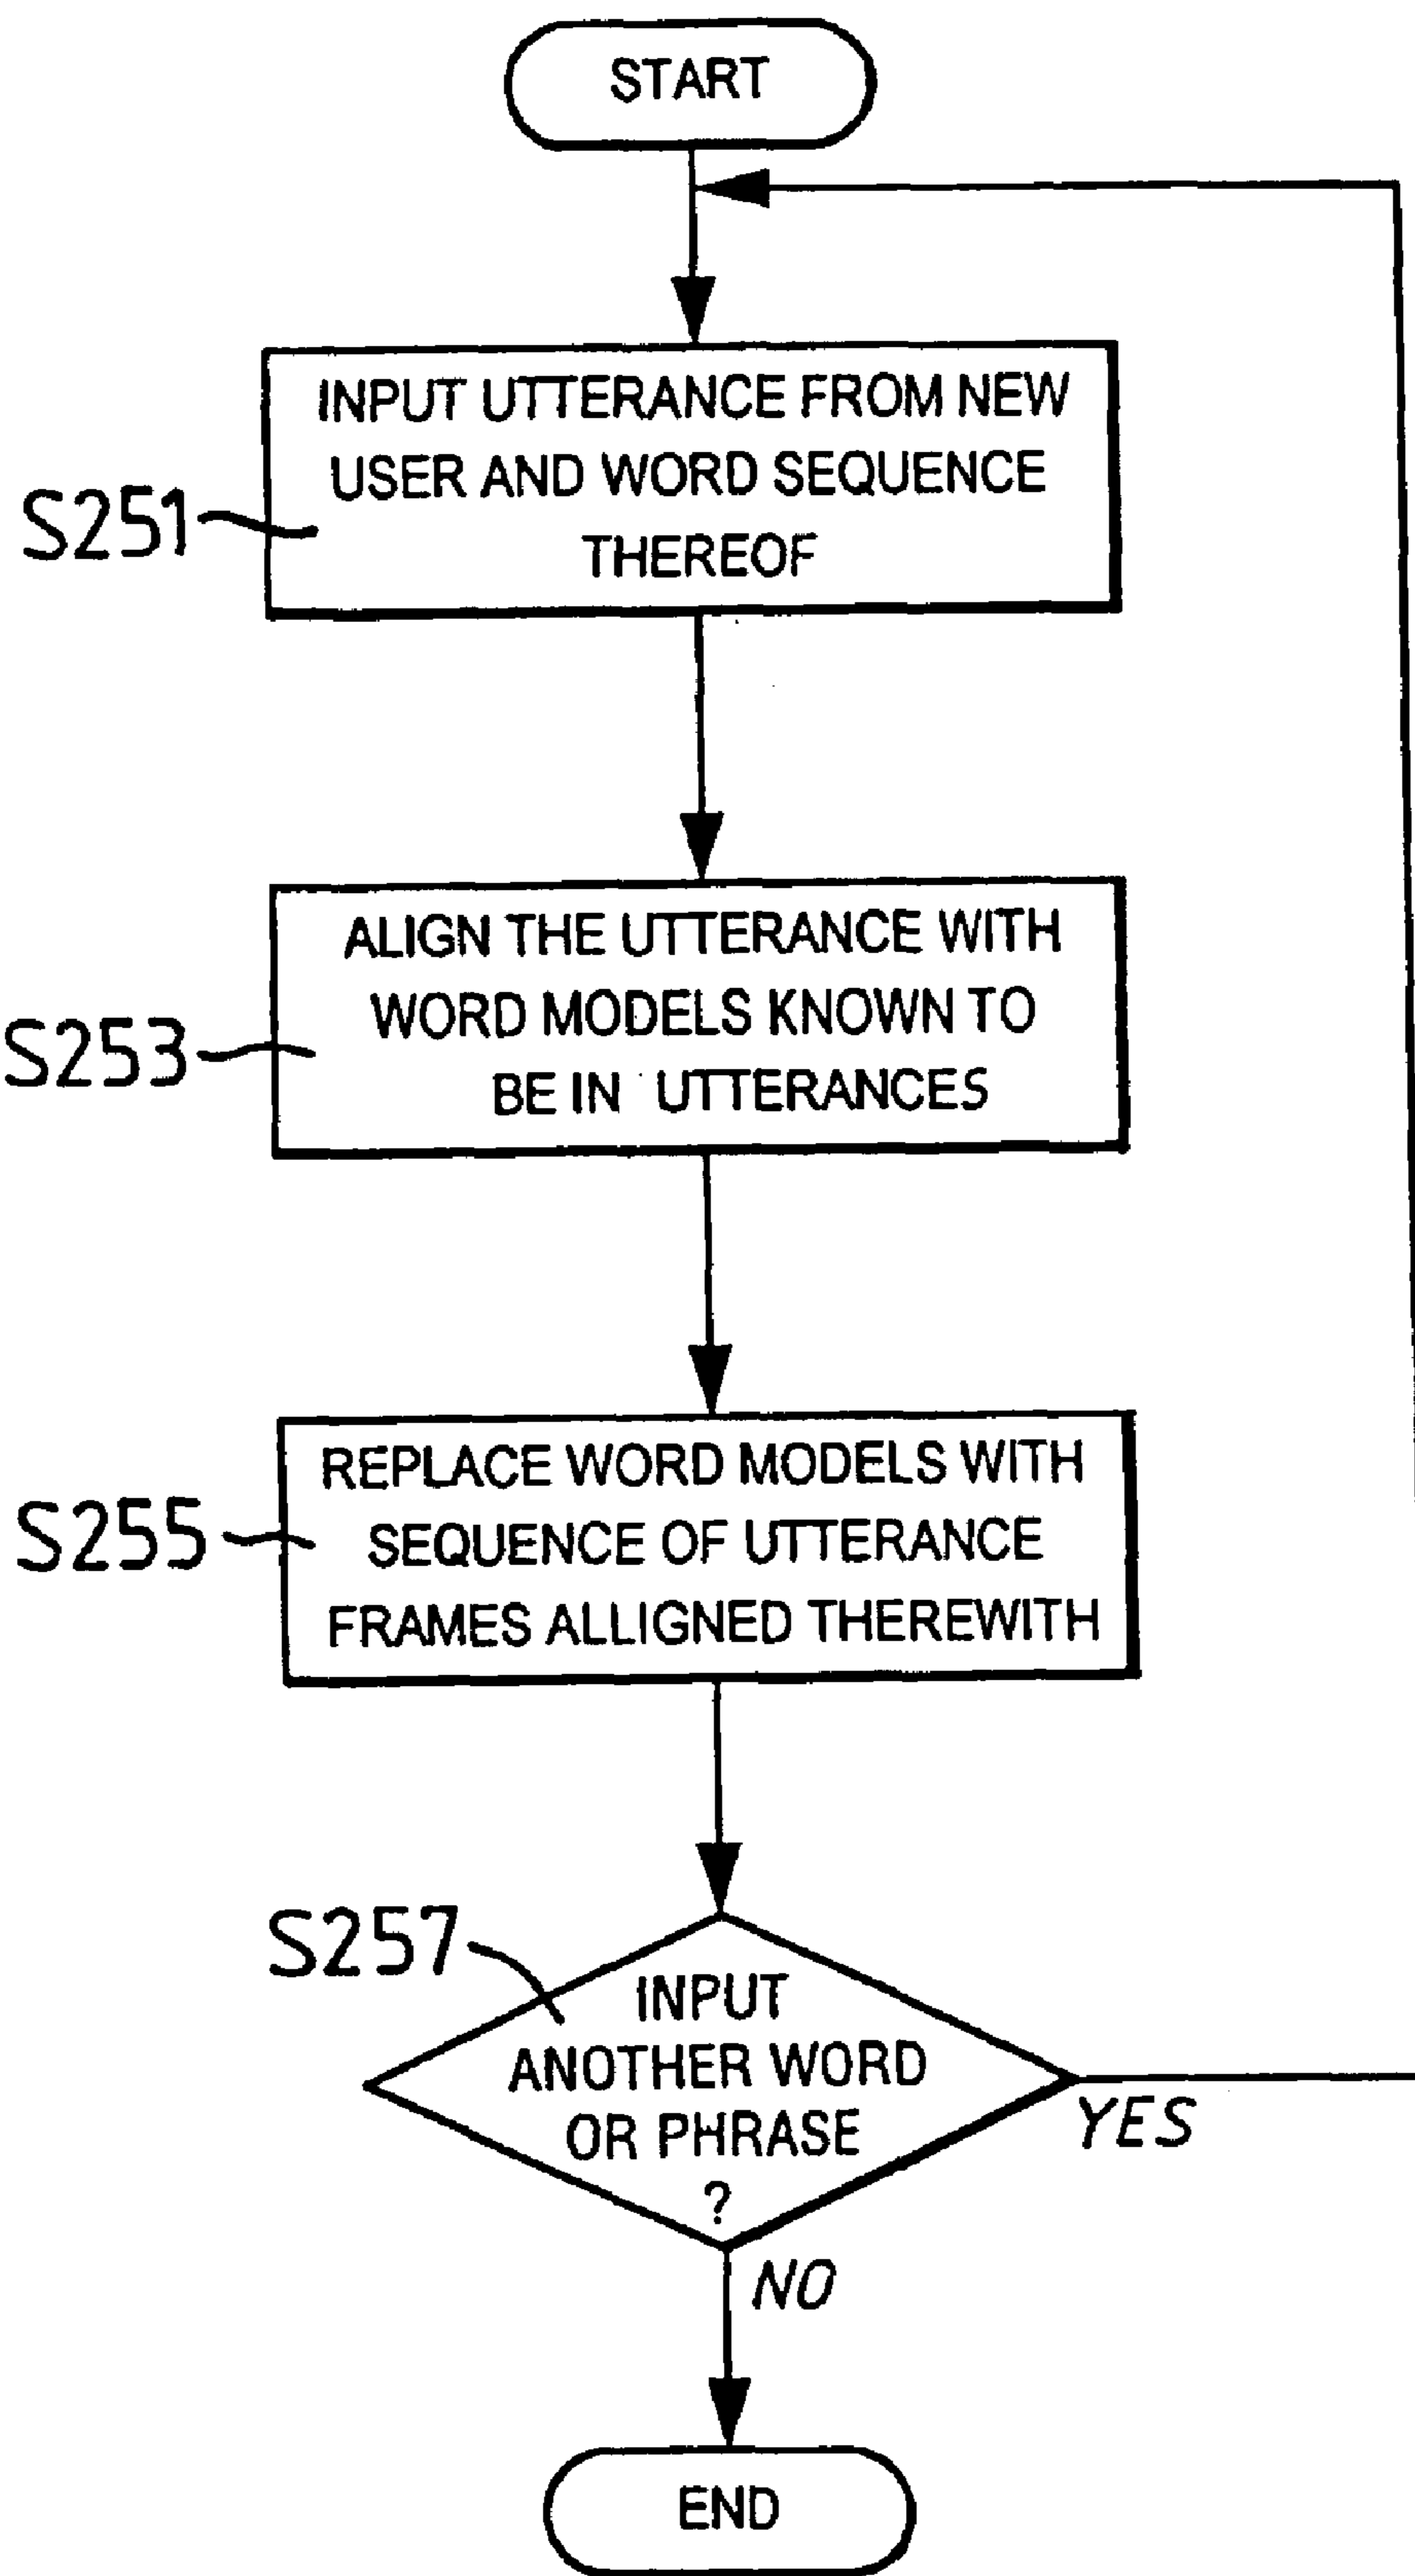 START
INPUT UTTERANCE FROM NEW
USER AND WORD SEQUENCE
THEREOF
S251
ALIGN THE UTTERANCE WITH
WORD MODELS KNOWN TO
BE IN UTTERANCES
S253
REPLACE WORD MODELS WITH
SEQUENCE OF UTTERANCE
FRAMES ALLIGNED THEREWITH
S255
S257
INPUT
ANOTHER WORD
OR PHRASE
?
YES
NO
END